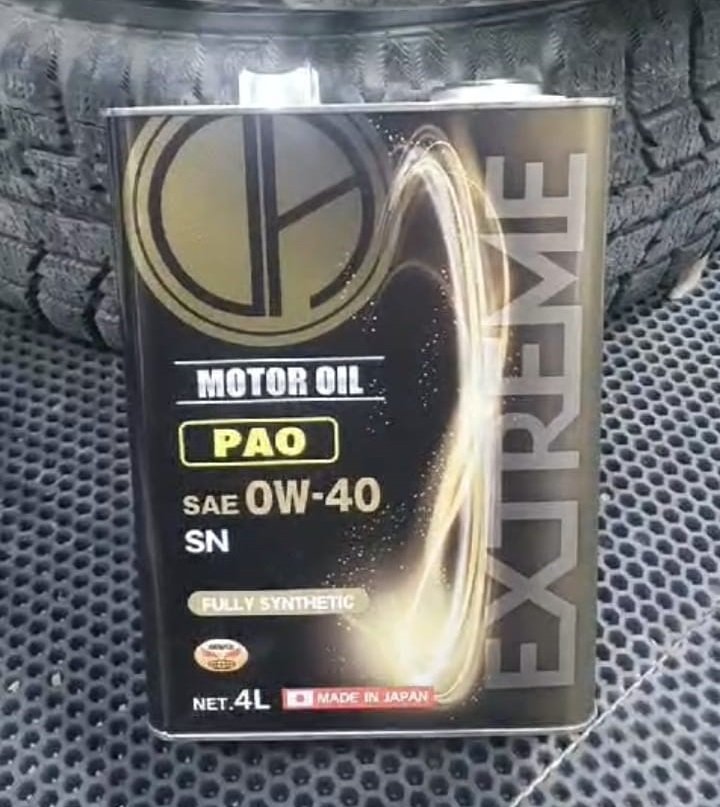 MOTOR OIL
PAO
SAE 0W-40
SN
FULLY SYNTHETIC
NET.4L
MADE IN JAPAN
EXTREME